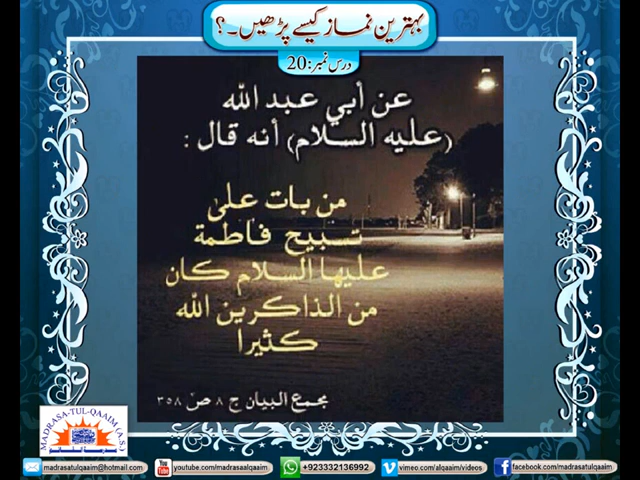 بہترین نماز کیسے پڑھیں۔؟
درس نمبر:20
عن أبي عبد الله
(عليه السلام) أنه قال :
من بات على
تسبيح فاطمة
عليها السلام كان
من الذاكرين الله
كثيرا
مجمع البيان ج ٨ ص ٣٥٨
MADRASA-TUL-QAAIM (A.S.)
madrasatulqaaim@hotmail.com
youtube.com/madrasaalqaaim
+923332136992
vimeo.com/alqaaim/videos
facebook.com/madrasatulqaaim